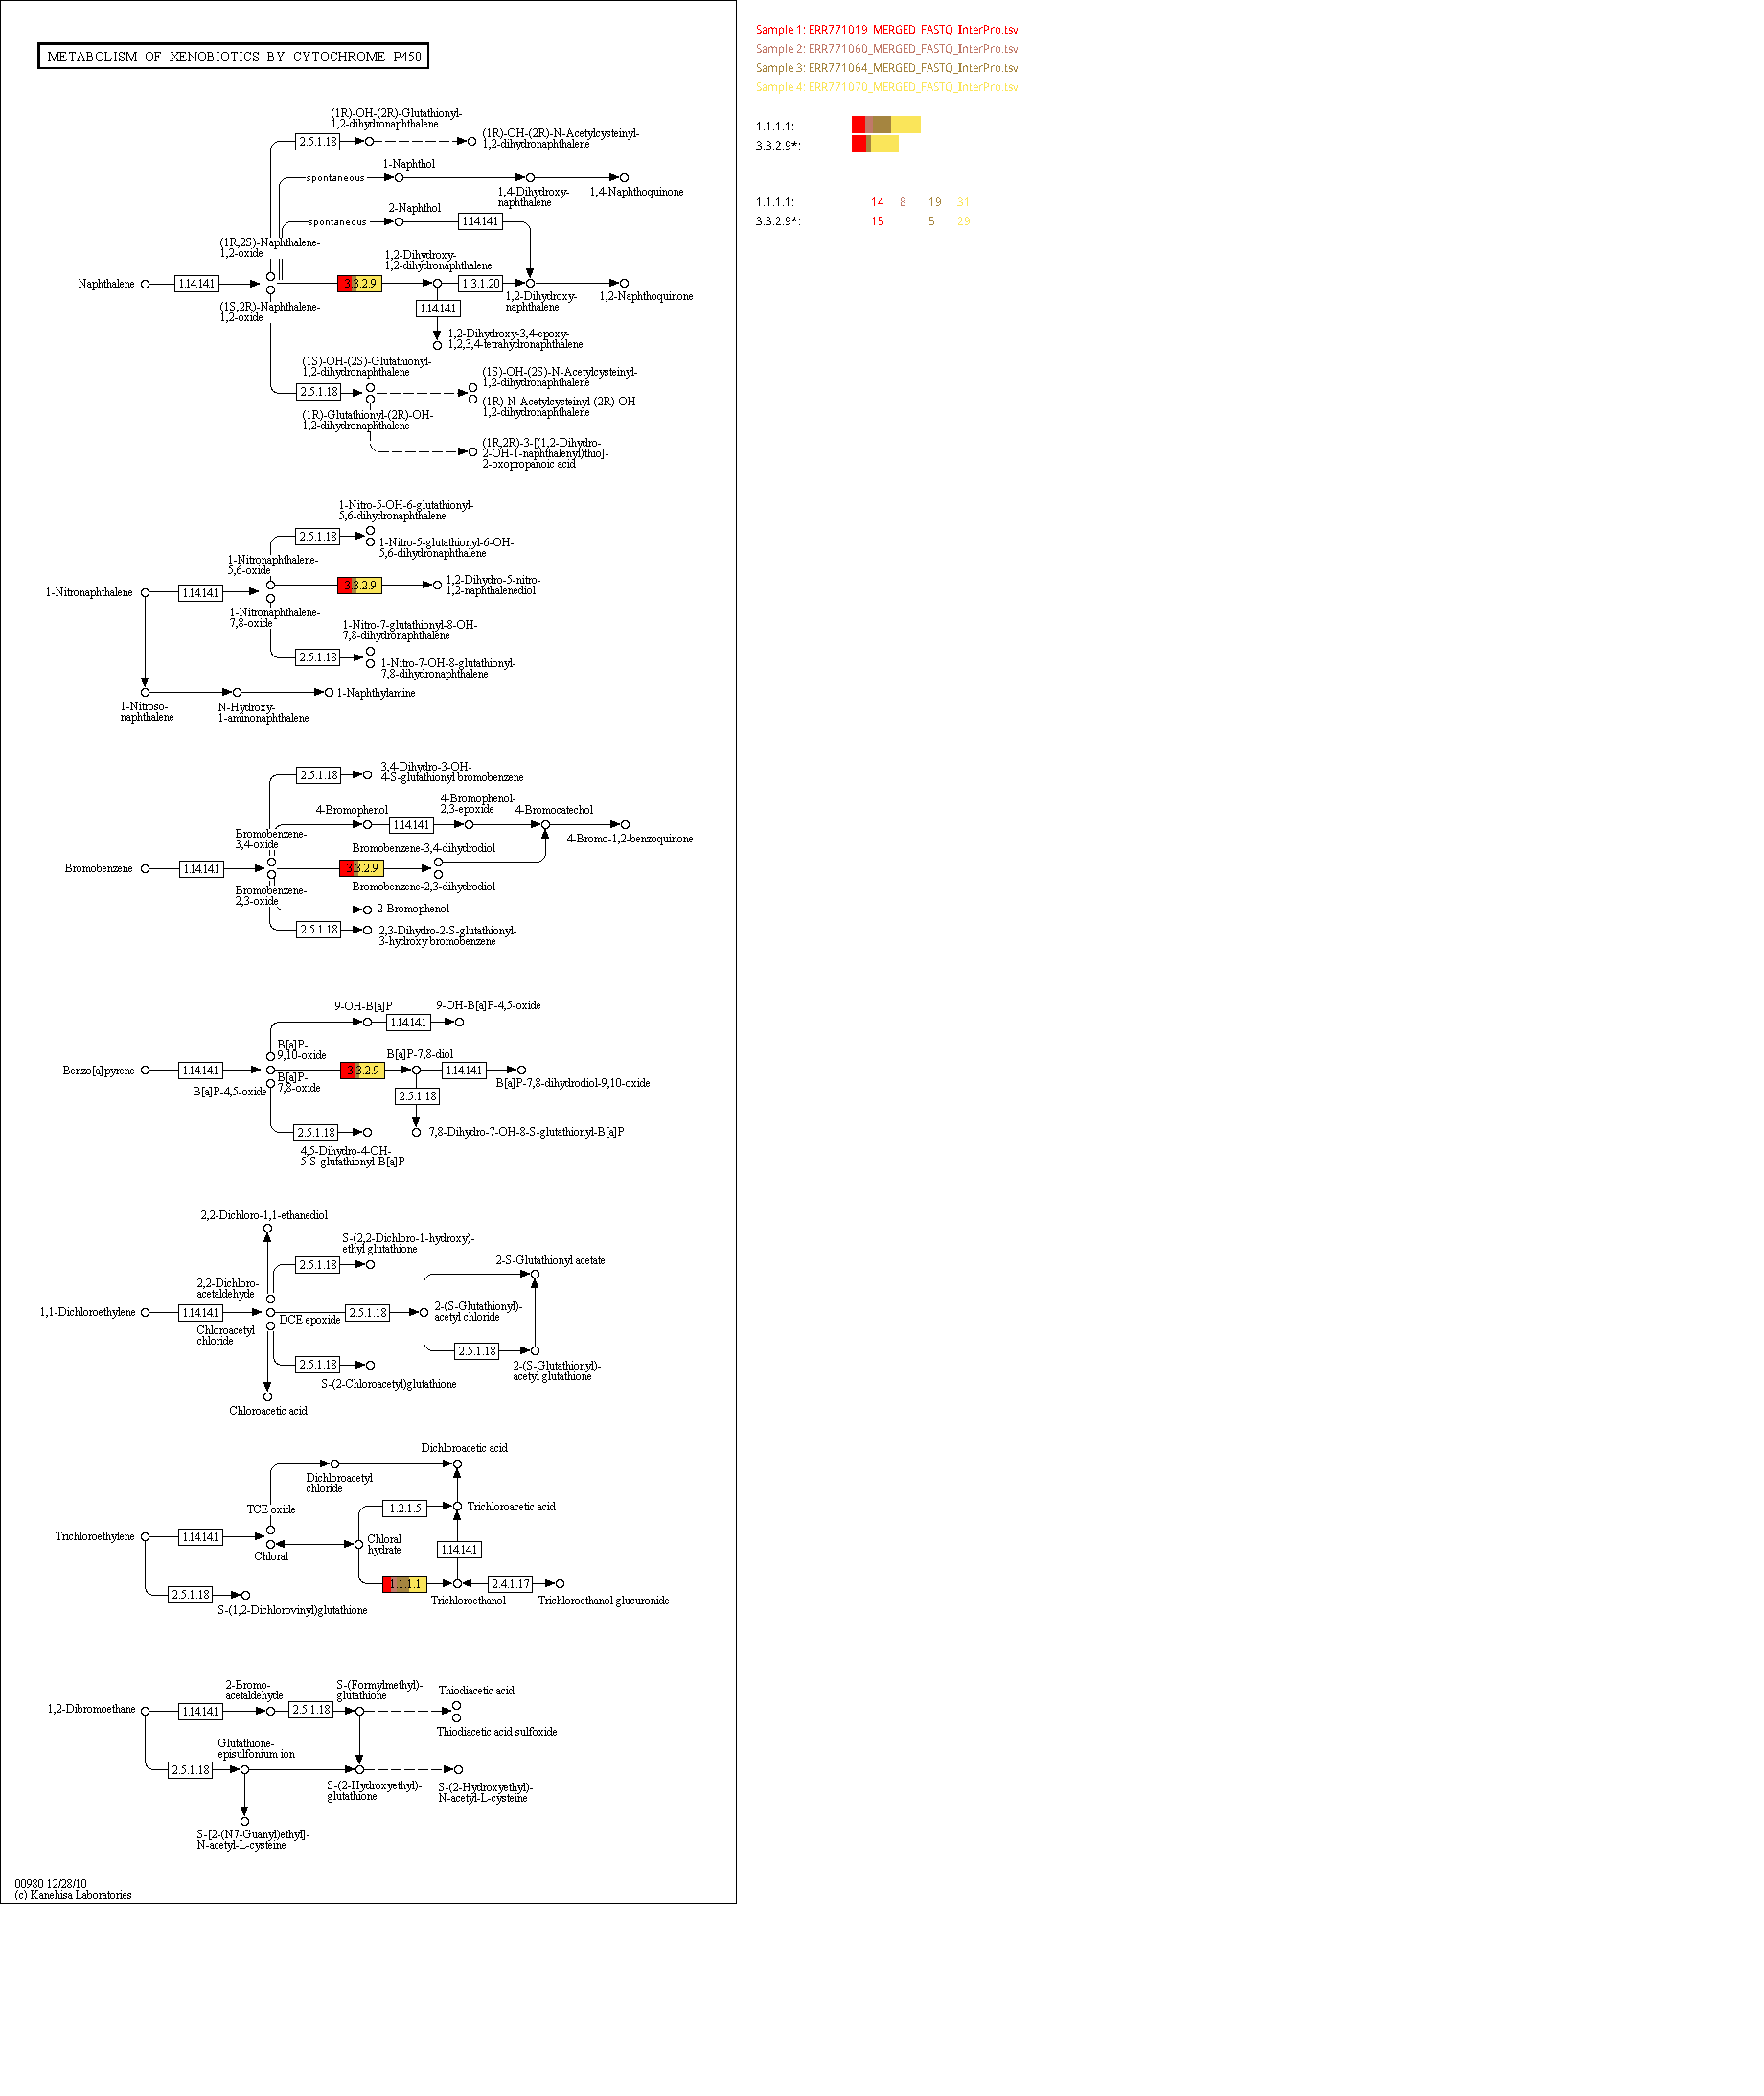 METABOLISM OF XENOBIOTICS BY CYTOCHROME P450
Sample 1: ERR771019_MERGED_FASTQ_InterPro.tsv
Sample 2: ERR771060_MERGED_FASTQ_InterPro.tsv
Sample 3: ERR771064_MERGED_FASTQ_InterPro.tsv
Sample 4: ERR771070_MERGED_FASTQ_InterPro.tsv
1.1.1.1:
3.3.2.9*:
1.1.1.1: 14 8 19 31
3.3.2.9*: 15 5 29
(1R)-OH-(2R)-Glutathionyl-
1,2-dihydronaphthalene
2.5.1.18
(1R)-OH-(2R)-N-Acetylcysteinyl-
1,2-dihydronaphthalene
1-Naphthol
spontaneous
1,4-Dihydroxy-
naphthalene
1,4-Naphthoquinone
2-Naphthol
spontaneous
1.14.14.1
(1R,2S)-Naphthalene-
1,2-oxide
1,2-Dihydroxy-
1,2-dihydronaphthalene
Naphthalene
1.14.14.1
3.3.2.9
1.3.1.20
1,2-Dihydroxy-
naphthalene
1,2-Naphthoquinone
(1S,2R)-Naphthalene-
1,2-oxide
1.14.14.1
1,2-Dihydroxy-3,4-epoxy-
1,2,3,4-tetrahydronaphthalene
(1S)-OH-(2S)-Glutathionyl-
1,2-dihydronaphthalene
2.5.1.18
(1S)-OH-(2S)-N-Acetylcysteinyl-
1,2-dihydronaphthalene
(1R)-N-Acetylcysteinyl-(2R)-OH-
1,2-dihydronaphthalene
(1R)-Glutathionyl-(2R)-OH-
1,2-dihydronaphthalene
(1R,2R)-3-[(1,2-Dihydro-
2-OH-1-naphthalenyl)thio]-
2-oxopropanoic acid
1-Nitro-5-OH-6-glutathionyl-
5,6-dihydronaphthalene
2.5.1.18
1-Nitro-5-glutathionyl-6-OH-
5,6-dihydronaphthalene
1-Nitronaphthalene-
5,6-oxide
1-Nitronaphthalene
1.14.14.1
3.3.2.9
1,2-Dihydro-5-nitro-
1,2-naphthalenediol
1-Nitronaphthalene-
7,8-oxide
1-Nitro-7-glutathionyl-8-OH-
7,8-dihydronaphthalene
2.5.1.18
1-Nitro-7-OH-8-glutathionyl-
7,8-dihydronaphthalene
1-Naphthylamine
1-Nitroso-
naphthalene
N-Hydroxy-
1-aminonaphthalene
2.5.1.18
3,4-Dihydro-3-OH-
4-S-glutathionyl bromobenzene
4-Bromophenol
1.14.14.1
4-Bromophenol-
2,3-epoxide
4-Bromocatechol
4-Bromo-1,2-benzoquinone
Bromobenzene-
3,4-oxide
Bromobenzene-3,4-dihydrodiol
Bromobenzene
1.14.14.1
3.3.2.9
Bromobenzene-2,3-dihydrodiol
Bromobenzene-
2,3-oxide
2-Bromophenol
2.5.1.18
2,3-Dihydro-2-S-glutathionyl-
3-hydroxy bromobenzene
9-OH-B[a]P
1.14.14.1
9-OH-B[a]P-4,5-oxide
B[a]P-
9,10-oxide
B[a]P-7,8-diol
Benzo[a]pyrene
1.14.14.1
3.3.2.9
1.14.14.1
B[a]P-7,8-dihydrodiol-9,10-oxide
B[a]P-4,5-oxide
B[a]P-
7,8-oxide
2.5.1.18
2.5.1.18
7,8-Dihydro-7-OH-8-S-glutathionyl-B[a]P
4,5-Dihydro-4-OH-
5-S-glutathionyl-B[a]P
2,2-Dichloro-1,1-ethanediol
2.5.1.18
S-(2,2-Dichloro-1-hydroxy)-
ethyl glutathione
2-S-Glutathionyl acetate
2,2-Dichloro-
acetaldehyde
1,1-Dichloroethylene
1.14.14.1
DCE epoxide
2.5.1.18
2-(S-Glutathionyl)-
acetyl chloride
Chloroacetyl
chloride
2.5.1.18
2.5.1.18
2-(S-Glutathionyl)-
acetyl glutathione
S-(2-Chloroacetyl)glutathione
Chloroacetic acid
Dichloroacetic acid
Dichloroacetyl
chloride
TCE oxide
1.2.1.5
Trichloroacetic acid
Trichloroethylene
1.14.14.1
Chloral
Chloral
hydrate
1.14.14.1
2.5.1.18
S-(1,2-Dichlorovinyl)glutathione
1.1.1.1
Trichloroethanol
2.4.1.17
Trichloroethanol glucuronide
1,2-Dibromoethane
1.14.14.1
2-Bromo-
acetaldehyde
2.5.1.18
S-(Formylmethyl)-
glutathione
Thiodiacetic acid
Thiodiacetic acid sulfoxide
2.5.1.18
Glutathione-
episulfonium ion
S-(2-Hydroxyethyl)-
glutathione
S-(2-Hydroxyethyl)-
N-acetyl-L-cysteine
S-[2-(N7-Guanyl)ethyl]-
N-acetyl-L-cysteine
00980 12/28/10
(c) Kanehisa Laboratories